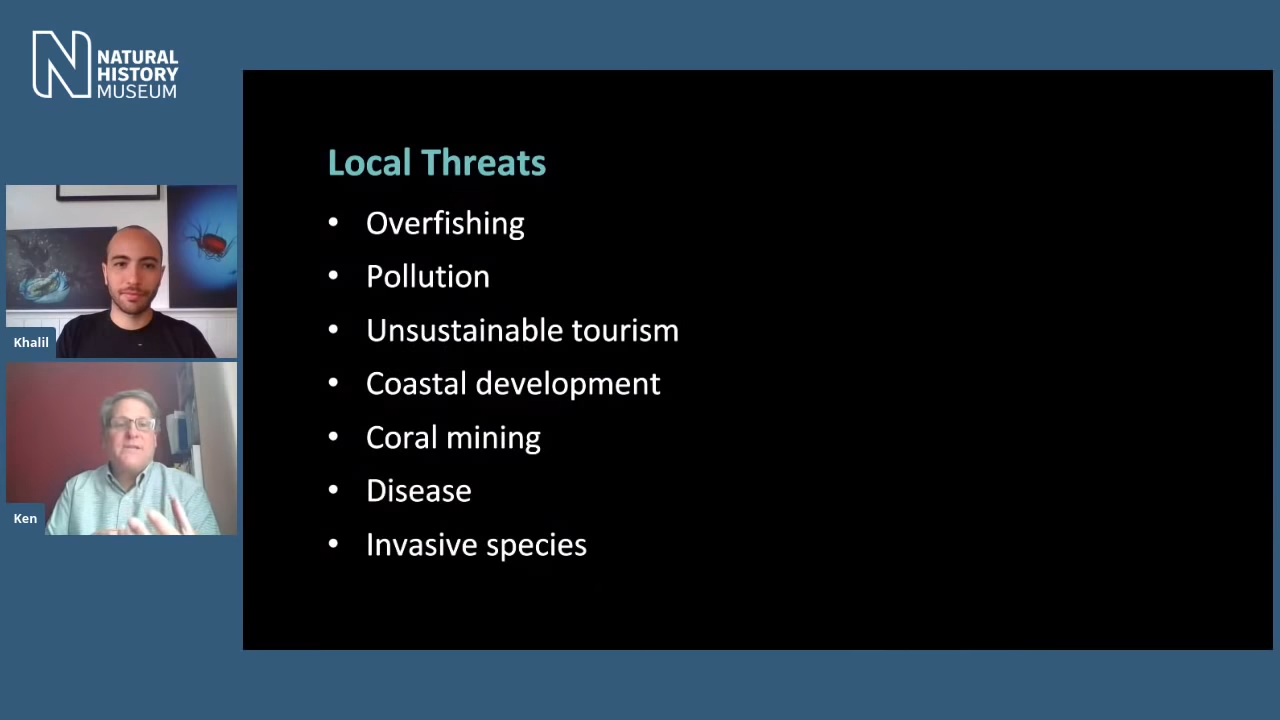 NATURAL
HISTORY
MUSEUM
Khalil
Ken
Local Threats
• Overfishing
• Pollution
• Unsustainable tourism
• Coastal development
• Coral mining
• Disease
• Invasive species